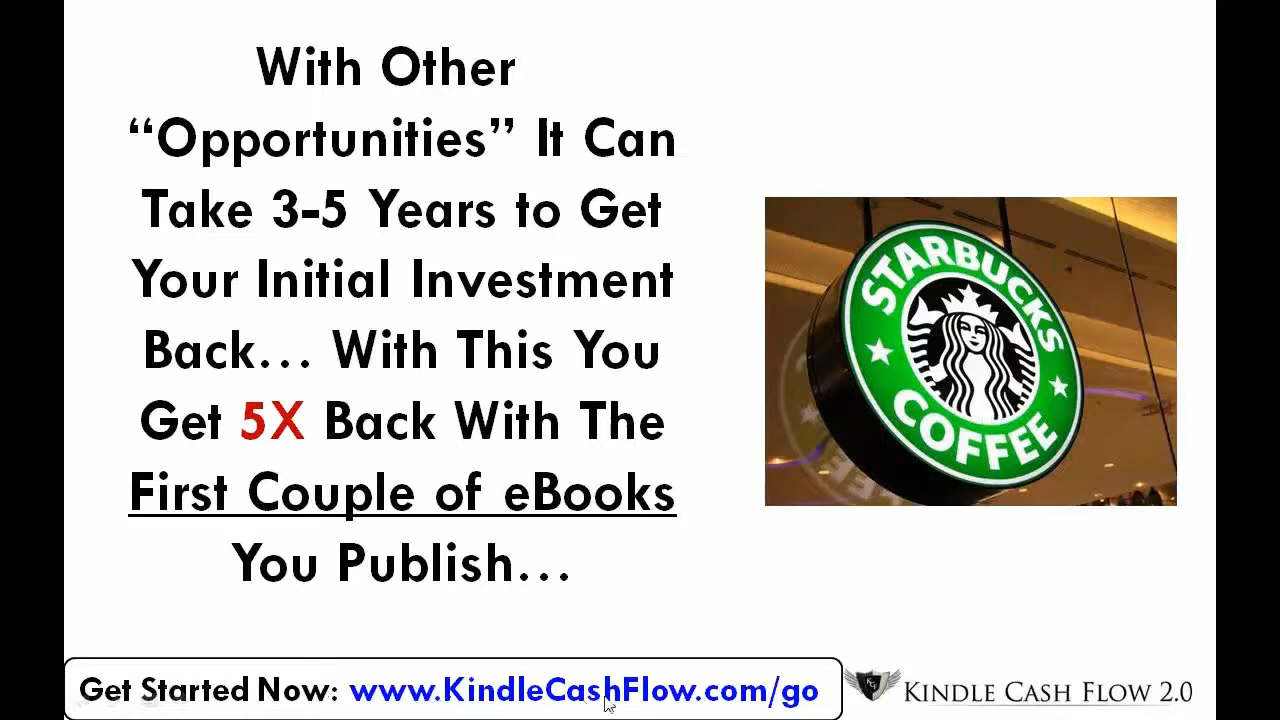 With Other
“Opportunities” It Can
Take 3-5 Years to Get
Your Initial Investment
Back… With This You
Get 5X Back With The
First Couple of eBooks
You Publish…
STARBUCKS
COFFEE
Get Started Now: www.KindleCashFlow.com/go
KINDLE CASH FLOW 2.0